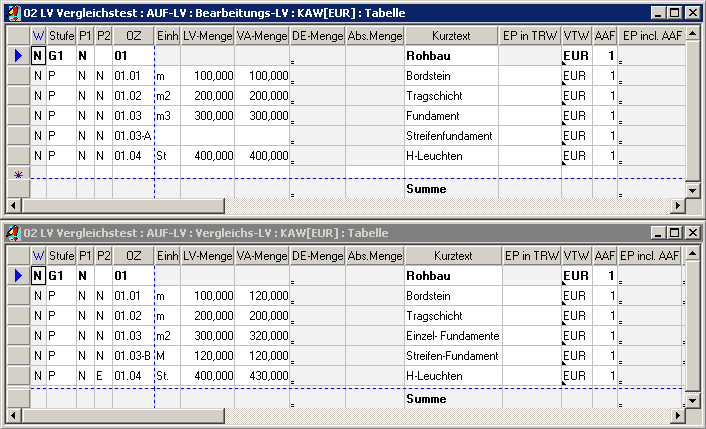 02 LV Vergleichstest : AUF-LV : Bearbeitungs-LV : KAW[EUR] : Tabelle
W Stufe P1 P2 OZ Einh LV-Menge VA-Menge DE-Menge Abs.Menge Kurztext EP in TRW VTW AAF EP incl. AAF
N G1 N 01 = Rohbau EUR 1 =
N P N N 01.01 m 100,000 100,000 = Bordstein EUR 1 =
N P N N 01.02 m2 200,000 200,000 = Tragschicht EUR 1 =
N P N N 01.03 m3 300,000 300,000 = Fundament EUR 1 =
N P N N 01.03-A = Streifenfundament EUR 1 =
N P N N 01.04 St 400,000 400,000 = H-Leuchten EUR 1 =
= Summe =
02 LV Vergleichstest : AUF-LV : Vergleichs-LV : KAW[EUR] : Tabelle
W Stufe P1 P2 OZ Einh LV-Menge VA-Menge DE-Menge Abs.Menge Kurztext EP in TRW VTW AAF EP incl. AAF
N G1 N 01 = Rohbau EUR 1 =
N P N N 01.01 m 100,000 120,000 = Bordstein EUR 1 =
N P N N 01.02 m 200,000 200,000 = Tragschicht EUR 1 =
N P N N 01.03 m2 300,000 320,000 = Einzel- Fundamente EUR 1 =
N P N N 01.03-B M 120,000 120,000 = Streifen-Fundament EUR 1 =
N P N E 01.04 St. 400,000 430,000 = H-Leuchten EUR 1 =
= Summe =